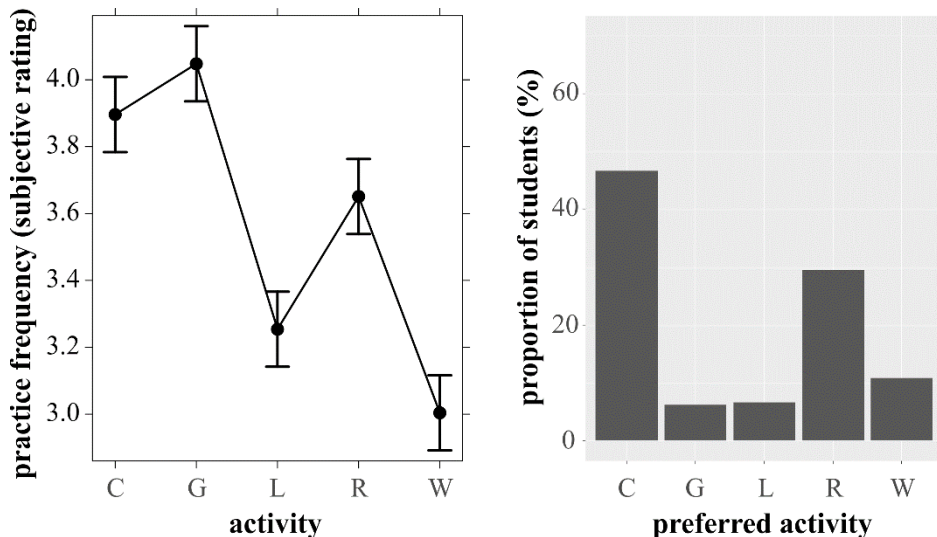 practice frequency (subjective rating)
4.0
3.8
3.6
3.4
3.2
3.0
C G L R W
activity
proportion of students (%)
60
40
20
0
C G L R W
preferred activity